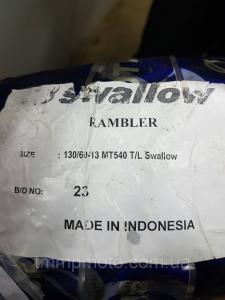 swallow
RAMBLER
SIZE : 130/60-13 MT540 T/L Swallow
B/D NO: 23
MADE IN INDONESIA